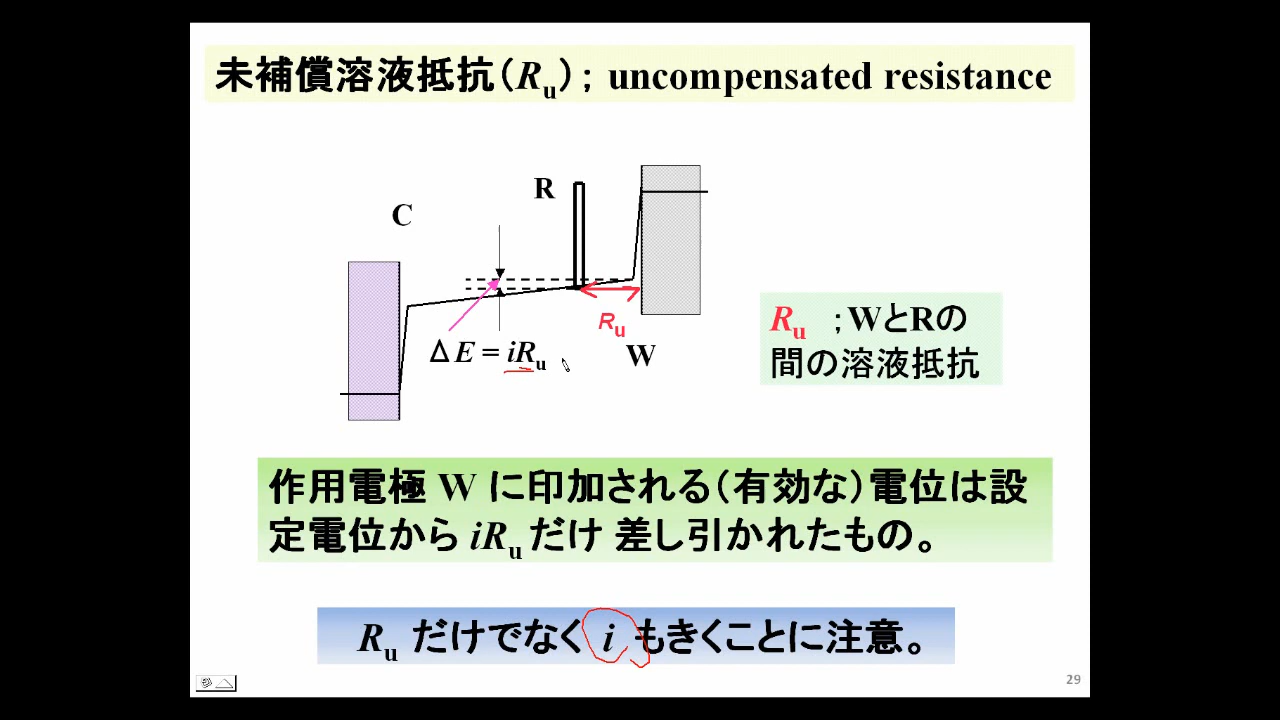 未補償溶液抵抗（Ru）； uncompensated resistance
R
C
Ru
ΔE = iRu
W
Ru ；WとRの
間の溶液抵抗
作用電極 W に印加される（有効な）電位は設
定電位から iRu だけ 差し引かれたもの。
Ru だけでなく i もきくことに注意。
29